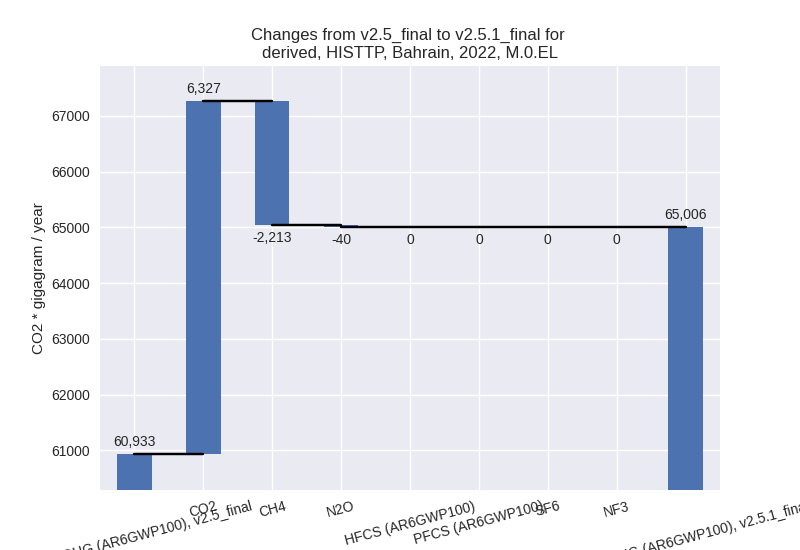 Changes from v2.5_final to v2.5.1_final for
derived, HISTTP, Bahrain, 2022, M.0.EL
CO2 * gigagram / year
67000
66000
65000
64000
63000
62000
61000
60,933
6,327
-2,213
-40
0
0
0
0
65,006
(AR6GWP100), v2.5_final
CO2
CH4
N2O
HFCS (AR6GWP100)
PFCS (AR6GWP100)
SF6
NF3
(AR6GWP100), v2.5.1_fina